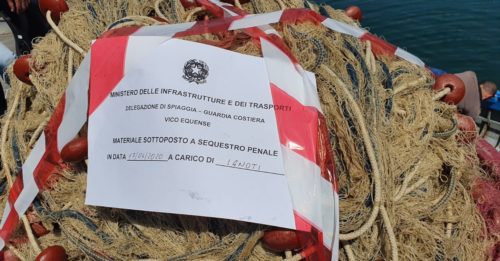 MINISTERO DELLE INFRASTRUTTURE E DEI TRASPORTI
DELEGAZIONE DI SPIAGGIA – GUARDIA COSTIERA
VICO EQUENSE
MATERIALE SOTTOPOSTO A SEQUESTRO PENALE
IN DATA A CARICO DI IGNOTI